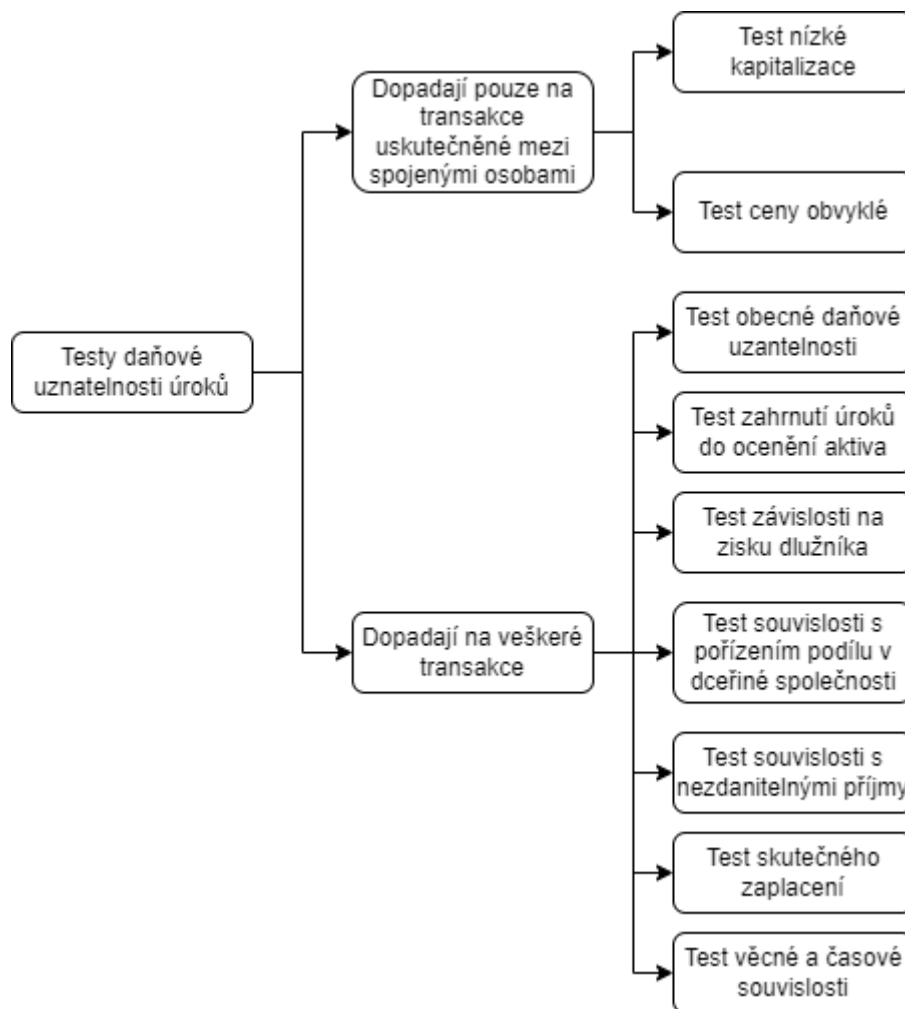 Testy daňové
uznatelnosti úroků
Dopadají pouze na
transakce
uskutečněné mezi
spojenými osobami
Test nízké
kapitalizace
Test ceny obvyklé
Dopadají na veškeré
transakce
Test obecné daňové
uzantelnosti
Test zahrnutí úroků
do ocenění aktiva
Test závislosti na
zisku dlužníka
Test souvislosti s
pořízením podílu v
dceřiné společnosti
Test souvislosti s
nezdanitelnými příjmy
Test skutečného
zaplacení
Test věcné a časové
souvislosti